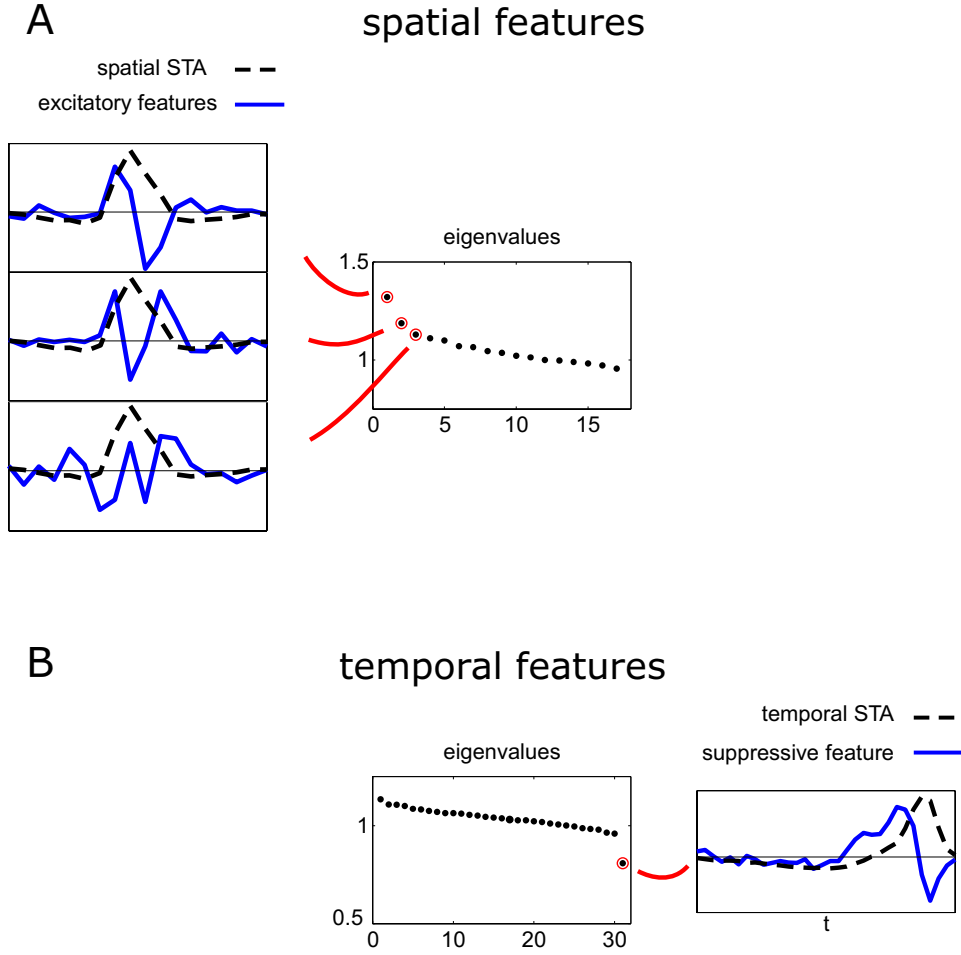 A
spatial features
spatial STA
excitatory features
eigenvalues
1.5
1
0 5 10 15
B
temporal features
temporal STA
suppressive feature
eigenvalues
1
0.5
0 10 20 30
t